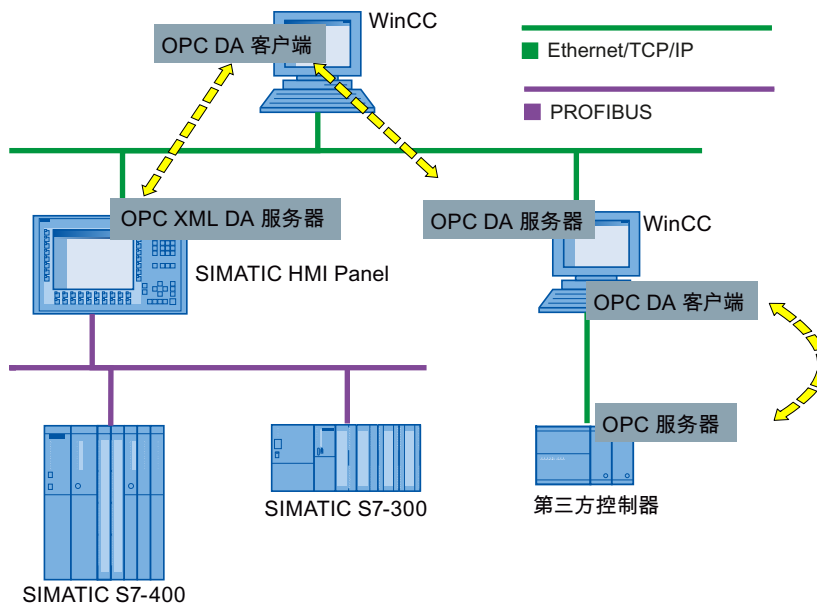 WinCC
OPC DA 客户端
Ethernet/TCP/IP
PROFIBUS
OPC XML DA 服务器
OPC DA 服务器
WinCC
SIMATIC HMI Panel
OPC DA 客户端
OPC 服务器
SIMATIC S7-300
第三方控制器
SIMATIC S7-400